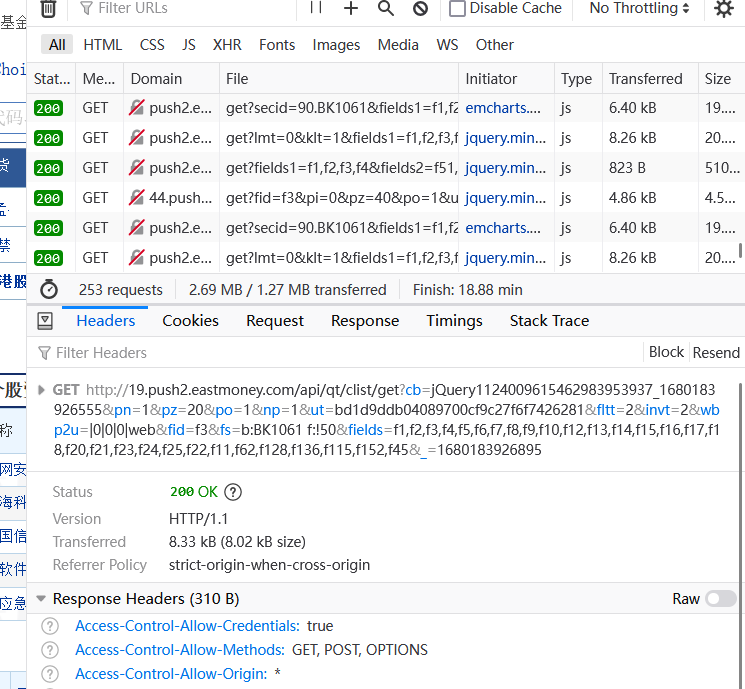 Filter URLs
Disable Cache
No Throttling
基金
Choi
代码
货
孟·
禁
港股
个股
称
网安
海科
国信
软件
应急
All HTML CSS JS XHR Fonts Images Media WS Other
Stat... Me... Domain File Initiator Type Transferred Size
200 GET push2.e... get?secid=90.BK1061&fields1=f1,f2 emcharts.... js 6.40 kB 19....
200 GET push2.e... get?lmt=0&klt=1&fields1=f1,f2,f3,f jquery.min... js 8.26 kB 20....
200 GET push2.e... get?fields1=f1,f2,f3,f4&fields2=f51, jquery.min... js 823 B 510...
200 GET 44.push... get?fid=f3&pi=0&pz=40&po=1&u jquery.min... js 4.86 kB 4.5...
200 GET push2.e... get?secid=90.BK1061&fields1=f1,f2 emcharts.... js 6.40 kB 19....
200 GET push2.e... get?lmt=0&klt=1&fields1=f1,f2,f3,f jquery.min... js 8.26 kB 20....
253 requests 2.69 MB / 1.27 MB transferred Finish: 18.88 min
Headers Cookies Request Response Timings Stack Trace
Filter Headers Block Resend
GET http://19.push2.eastmoney.com/api/qt/clist/get?cb=jQuery1124009615462983953937_1680183
926555&pn=1&pz=20&po=1&np=1&ut=bd1d9ddb04089700cf9c27f6f7426281&fltt=2&invt=2&wb
p2u=|0|0|0|web&fid=f3&fs=b:BK1061 f:!50&fields=f1,f2,f3,f4,f5,f6,f7,f8,f9,f10,f12,f13,f14,f15,f16,f17,f1
8,f20,f21,f23,f24,f25,f22,f11,f62,f128,f136,f115,f152,f45&_=1680183926895
Status 200 OK ?
Version HTTP/1.1
Transferred 8.33 kB (8.02 kB size)
Referrer Policy strict-origin-when-cross-origin
Response Headers (310 B) Raw
? Access-Control-Allow-Credentials: true
? Access-Control-Allow-Methods: GET, POST, OPTIONS
? Access-Control-Allow-Origin: *